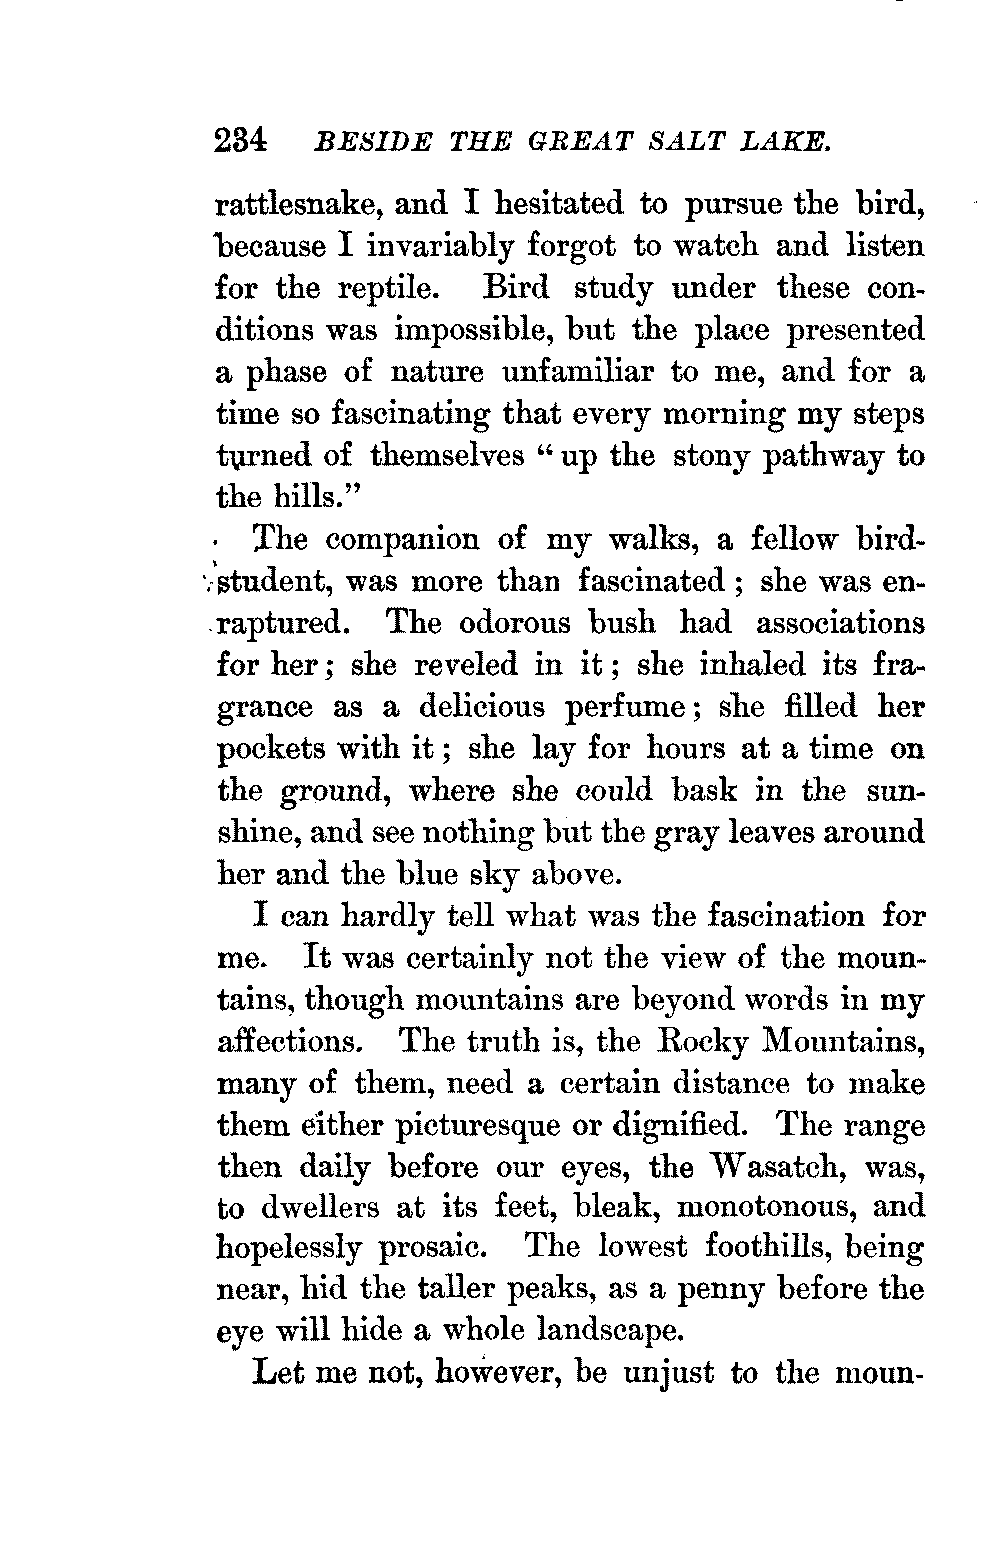 234 BESIDE THE GREAT SALT LAKE.
rattlesnake, and I hesitated to pursue the bird,
because I invariably forgot to watch and listen
for the reptile. Bird study under these con-
ditions was impossible, but the place presented
a phase of nature unfamiliar to me, and for a
time so fascinating that every morning my steps
turned of themselves “up the stony pathway to
the hills.”
The companion of my walks, a fellow bird-
student, was more than fascinated; she was en-
raptured. The odorous bush had associations
for her; she reveled in it; she inhaled its fra-
grance as a delicious perfume; she filled her
pockets with it; she lay for hours at a time on
the ground, where she could bask in the sun-
shine, and see nothing but the gray leaves around
her and the blue sky above.
I can hardly tell what was the fascination for
me. It was certainly not the view of the moun-
tains, though mountains are beyond words in my
affections. The truth is, the Rocky Mountains,
many of them, need a certain distance to make
them either picturesque or dignified. The range
then daily before our eyes, the Wasatch, was,
to dwellers at its feet, bleak, monotonous, and
hopelessly prosaic. The lowest foothills, being
near, hid the taller peaks, as a penny before the
eye will hide a whole landscape.
Let me not, however, be unjust to the moun-